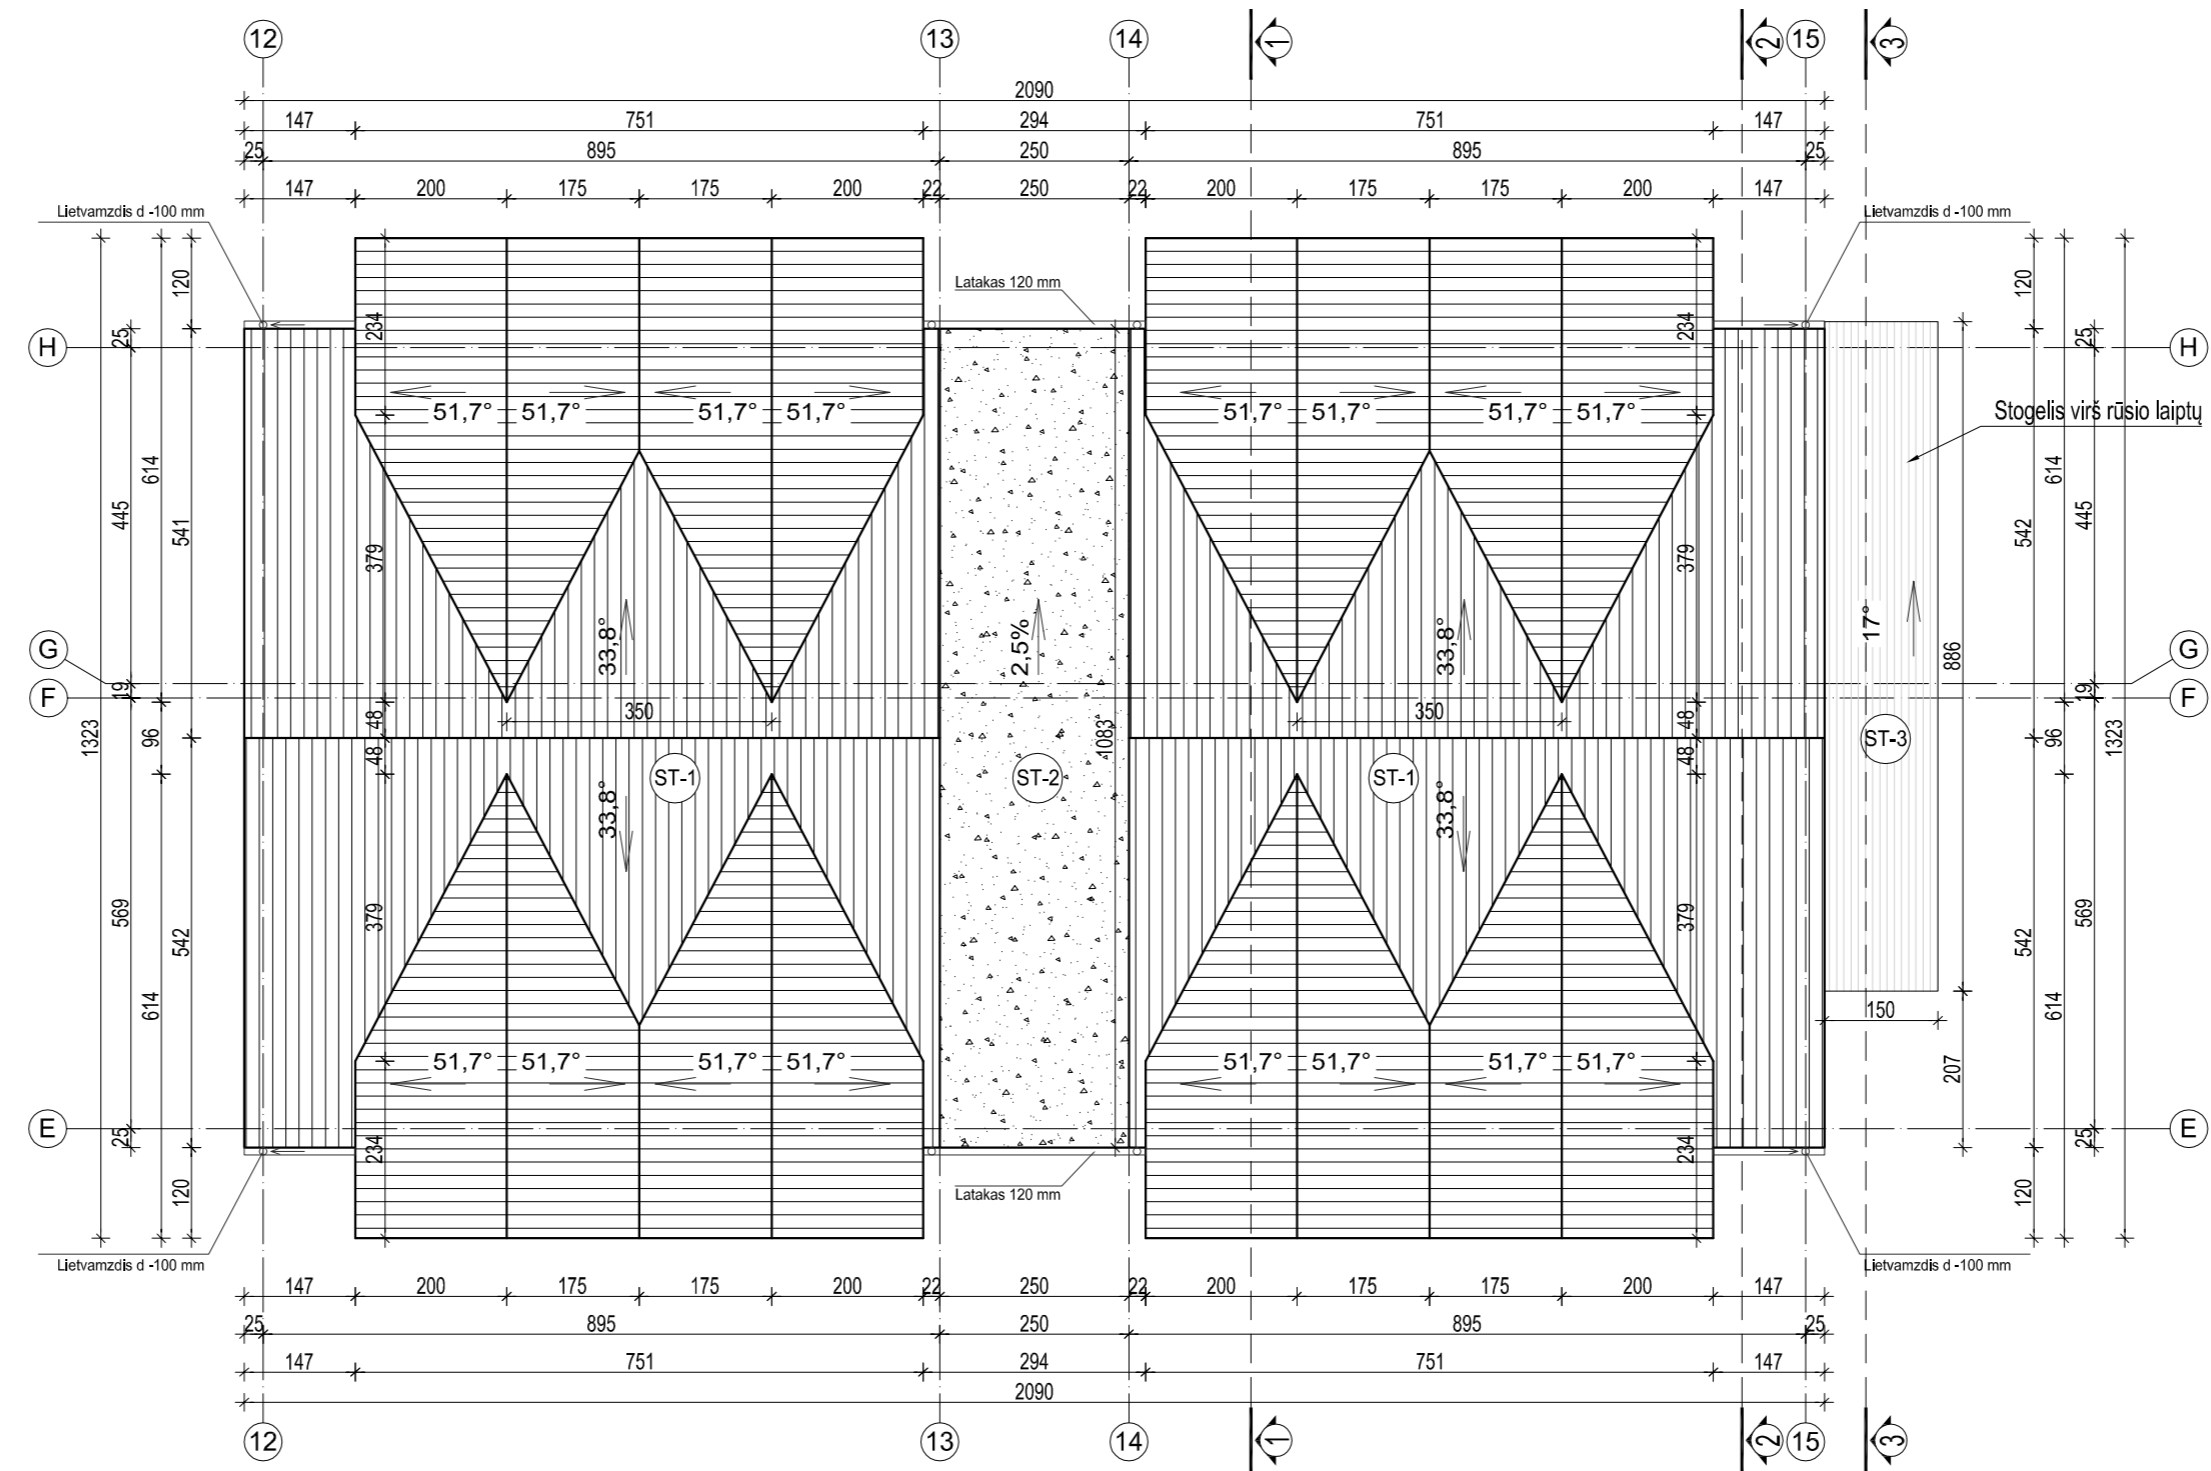 12 13 14 1 2 15 3
2090
147 751 294 751 147
25 895 250 895 25
147 200 175 175 200 22 250 22 200 175 175 200 147
Lietvamzdis d -100 mm
Lietvamzdis d -100 mm
Latakas 120 mm
120 234 234 120
25 25
H H
51,7° 51,7° 51,7° 51,7° 51,7° 51,7° 51,7° 51,7°
Stogelis virš rūsio laiptų
614 614
445 541 379 379 542 445
33,8° 2,5% 33,8° 17° 886
G G
19 19
F F
350 350
1323 96 48 1083 48 96 1323
48 48
ST-3
ST-1 ST-2 ST-1
33,8° 33,8°
569 542 379 379 542 569
614 614
150
51,7° 51,7° 51,7° 51,7° 51,7° 51,7° 51,7° 51,7°
207
E E
25 25
234 234
120 120
Latakas 120 mm
Lietvamzdis d -100 mm
Lietvamzdis d -100 mm
147 200 175 175 200 22 250 22 200 175 175 200 147
25 895 250 895 25
147 751 294 751 147
2090
12 13 14 1 2 15 3